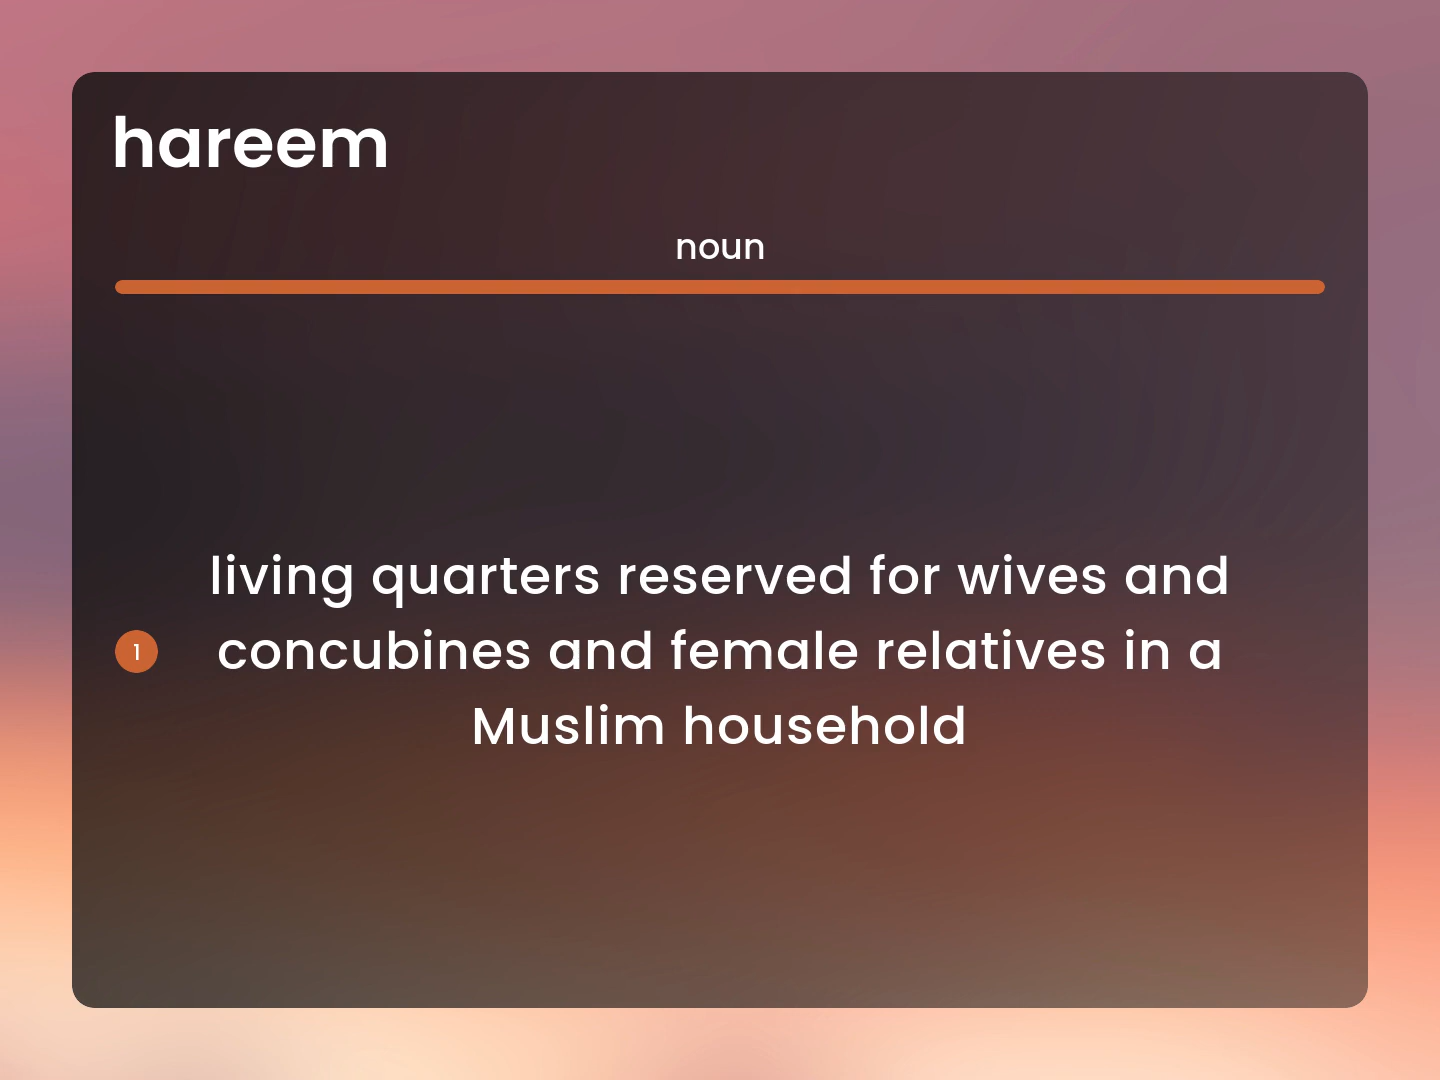 hareem
noun
living quarters reserved for wives and
1 concubines and female relatives in a
Muslim household